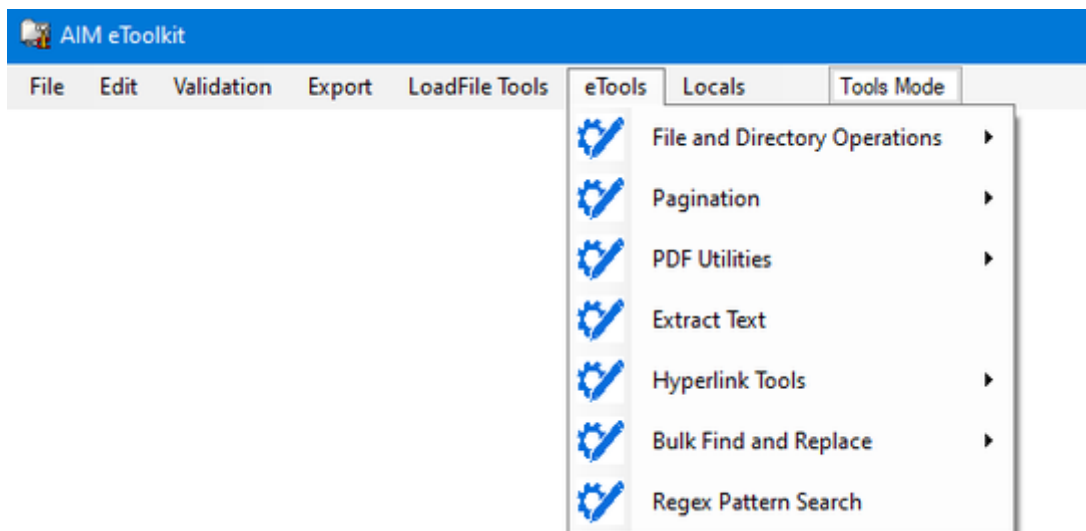 AIM eToolkit
File Edit Validation Export LoadFile Tools eTools Locals Tools Mode
File and Directory Operations
Pagination
PDF Utilities
Extract Text
Hyperlink Tools
Bulk Find and Replace
Regex Pattern Search